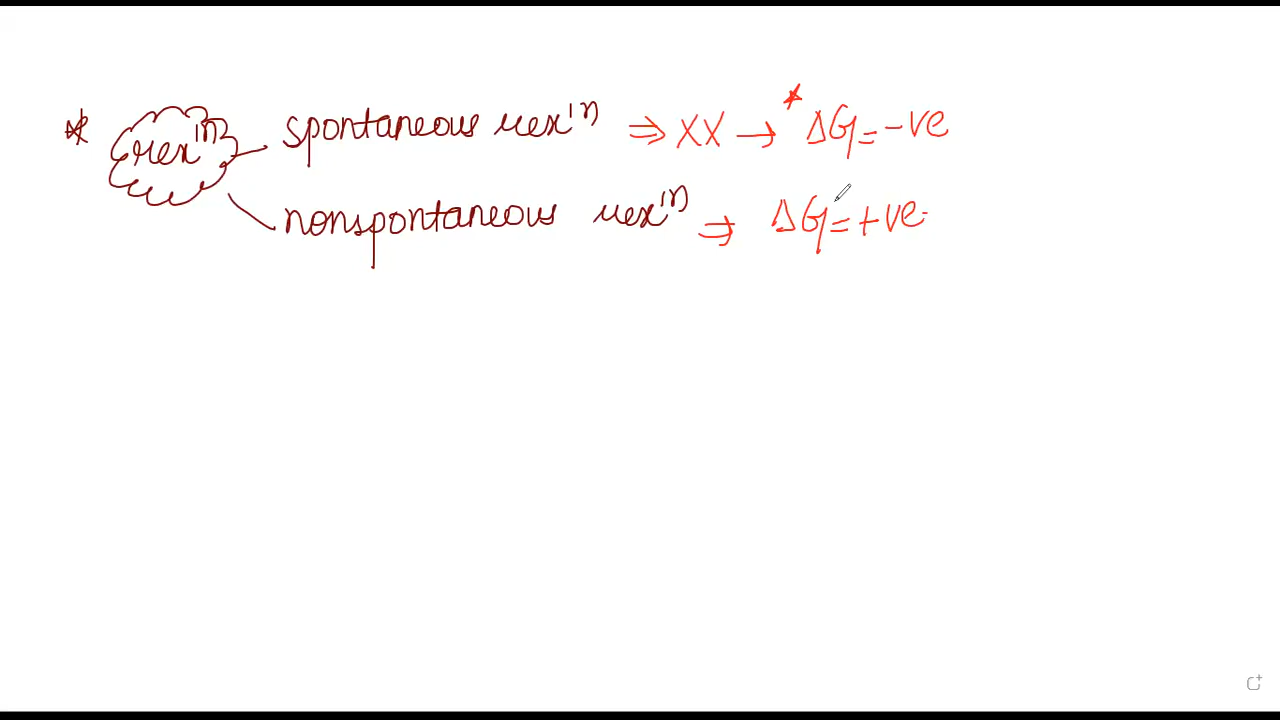 * rex'n spontaneous rex'n ⇒ XX → * ΔG = -ve
nonspontaneous rex'n ⇒ ΔG = +ve